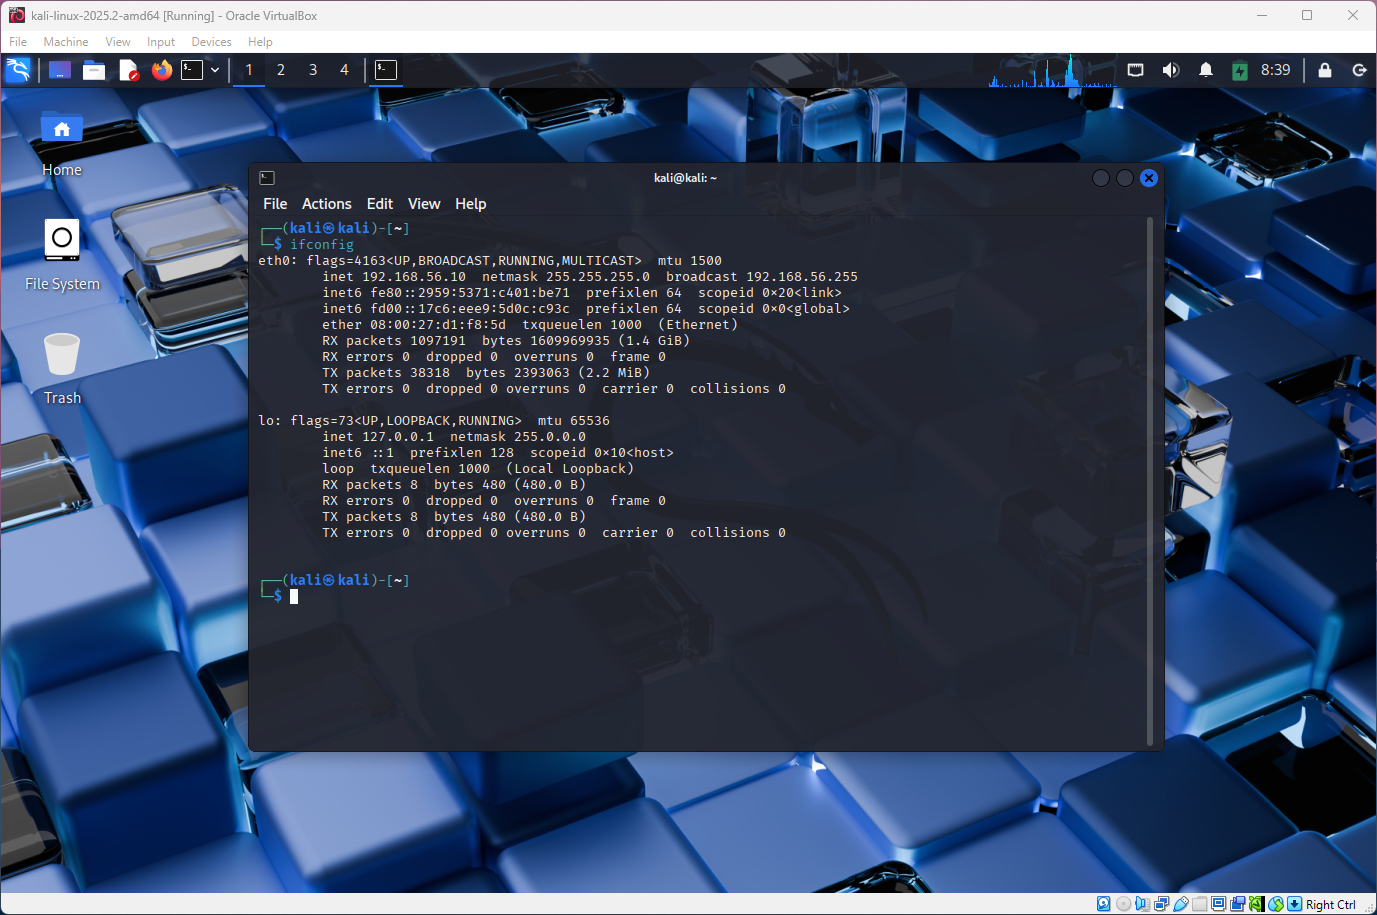 kali-linux-2025.2-amd64 [Running] - Oracle VirtualBox
File Machine View Input Devices Help
1 2 3 4 8:39
Home
File System
Trash
kali@kali: ~
File Actions Edit View Help
┌──(kali㉿kali)-[~]
└─$ ifconfig
eth0: flags=4163<UP,BROADCAST,RUNNING,MULTICAST>  mtu 1500
        inet 192.168.56.10  netmask 255.255.255.0  broadcast 192.168.56.255
        inet6 fe80::2959:5371:c401:be71  prefixlen 64  scopeid 0×20<link>
        inet6 fd00::17c6:eee9:5d0c:c93c  prefixlen 64  scopeid 0×0<global>
        ether 08:00:27:d1:f8:5d  txqueuelen 1000  (Ethernet)
        RX packets 1097191  bytes 1609969935 (1.4 GiB)
        RX errors 0  dropped 0  overruns 0  frame 0
        TX packets 38318  bytes 2393063 (2.2 MiB)
        TX errors 0  dropped 0 overruns 0  carrier 0  collisions 0
lo: flags=73<UP,LOOPBACK,RUNNING>  mtu 65536
        inet 127.0.0.1  netmask 255.0.0.0
        inet6 ::1  prefixlen 128  scopeid 0×10<host>
        loop  txqueuelen 1000  (Local Loopback)
        RX packets 8  bytes 480 (480.0 B)
        RX errors 0  dropped 0  overruns 0  frame 0
        TX packets 8  bytes 480 (480.0 B)
        TX errors 0  dropped 0 overruns 0  carrier 0  collisions 0
┌──(kali㉿kali)-[~]
└─$
Right Ctrl